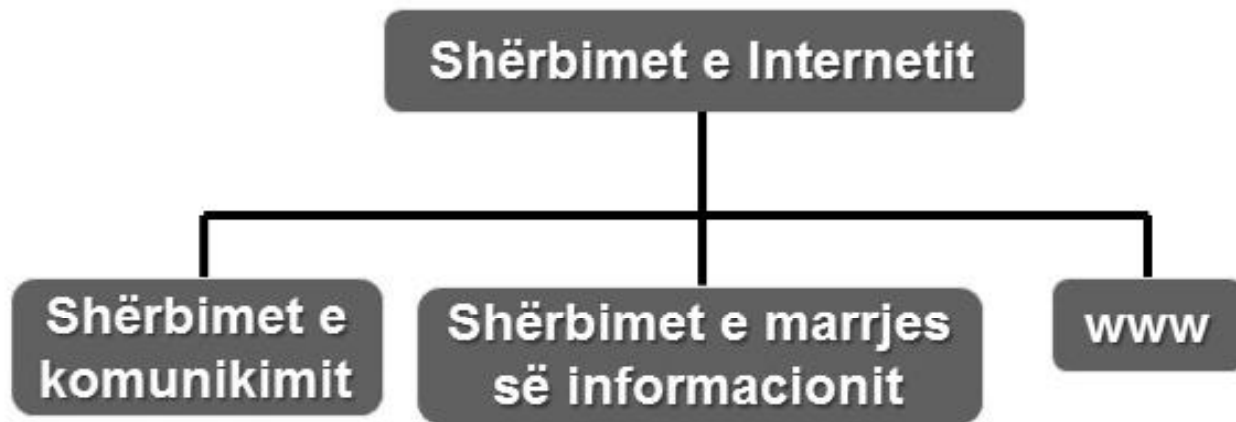 Shërbimet e Internetit
Shërbimet e
komunikimit
Shërbimet e marrjes
së informacionit
www